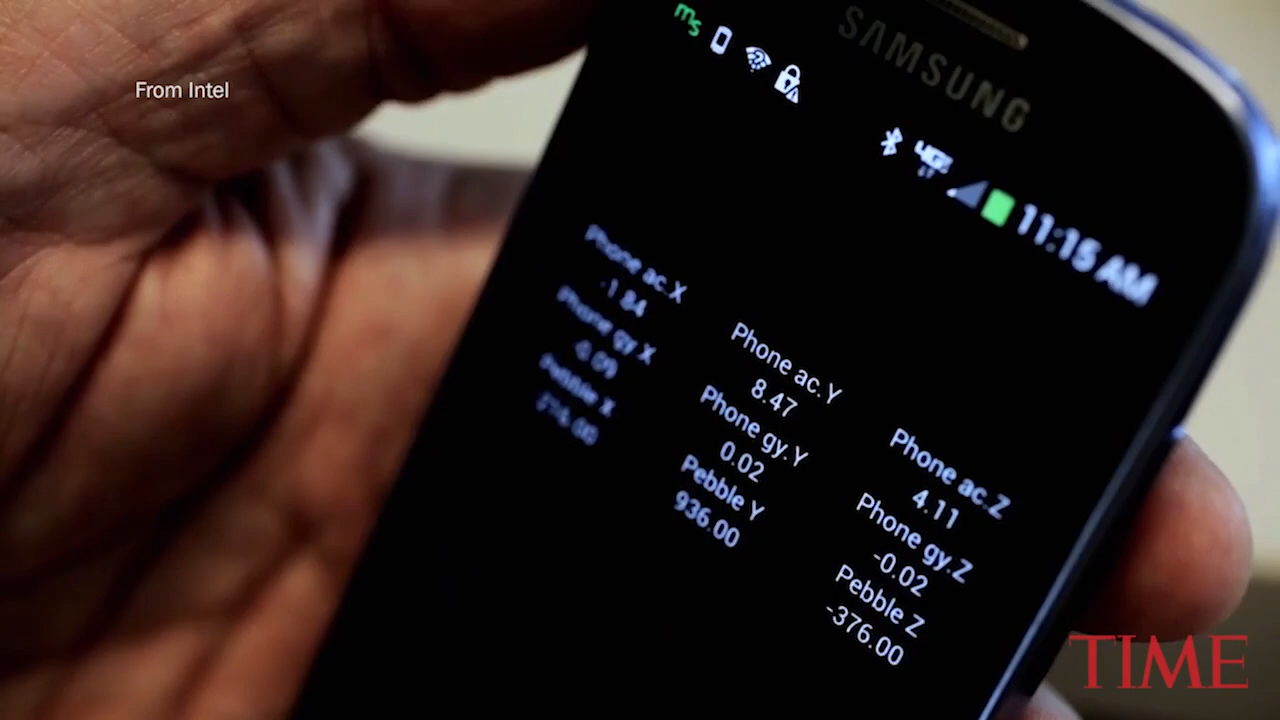 From Intel
SAMSUNG
4G
11:15 AM
Phone ac.X
-1.84
Phone ac.Y
8.47
Phone ac.Z
4.11
Phone gy.X
Phone gy.Y
0.02
Phone gy.Z
-0.02
Pebble X
Pebble Y
936.00
Pebble Z
-376.00
TIME